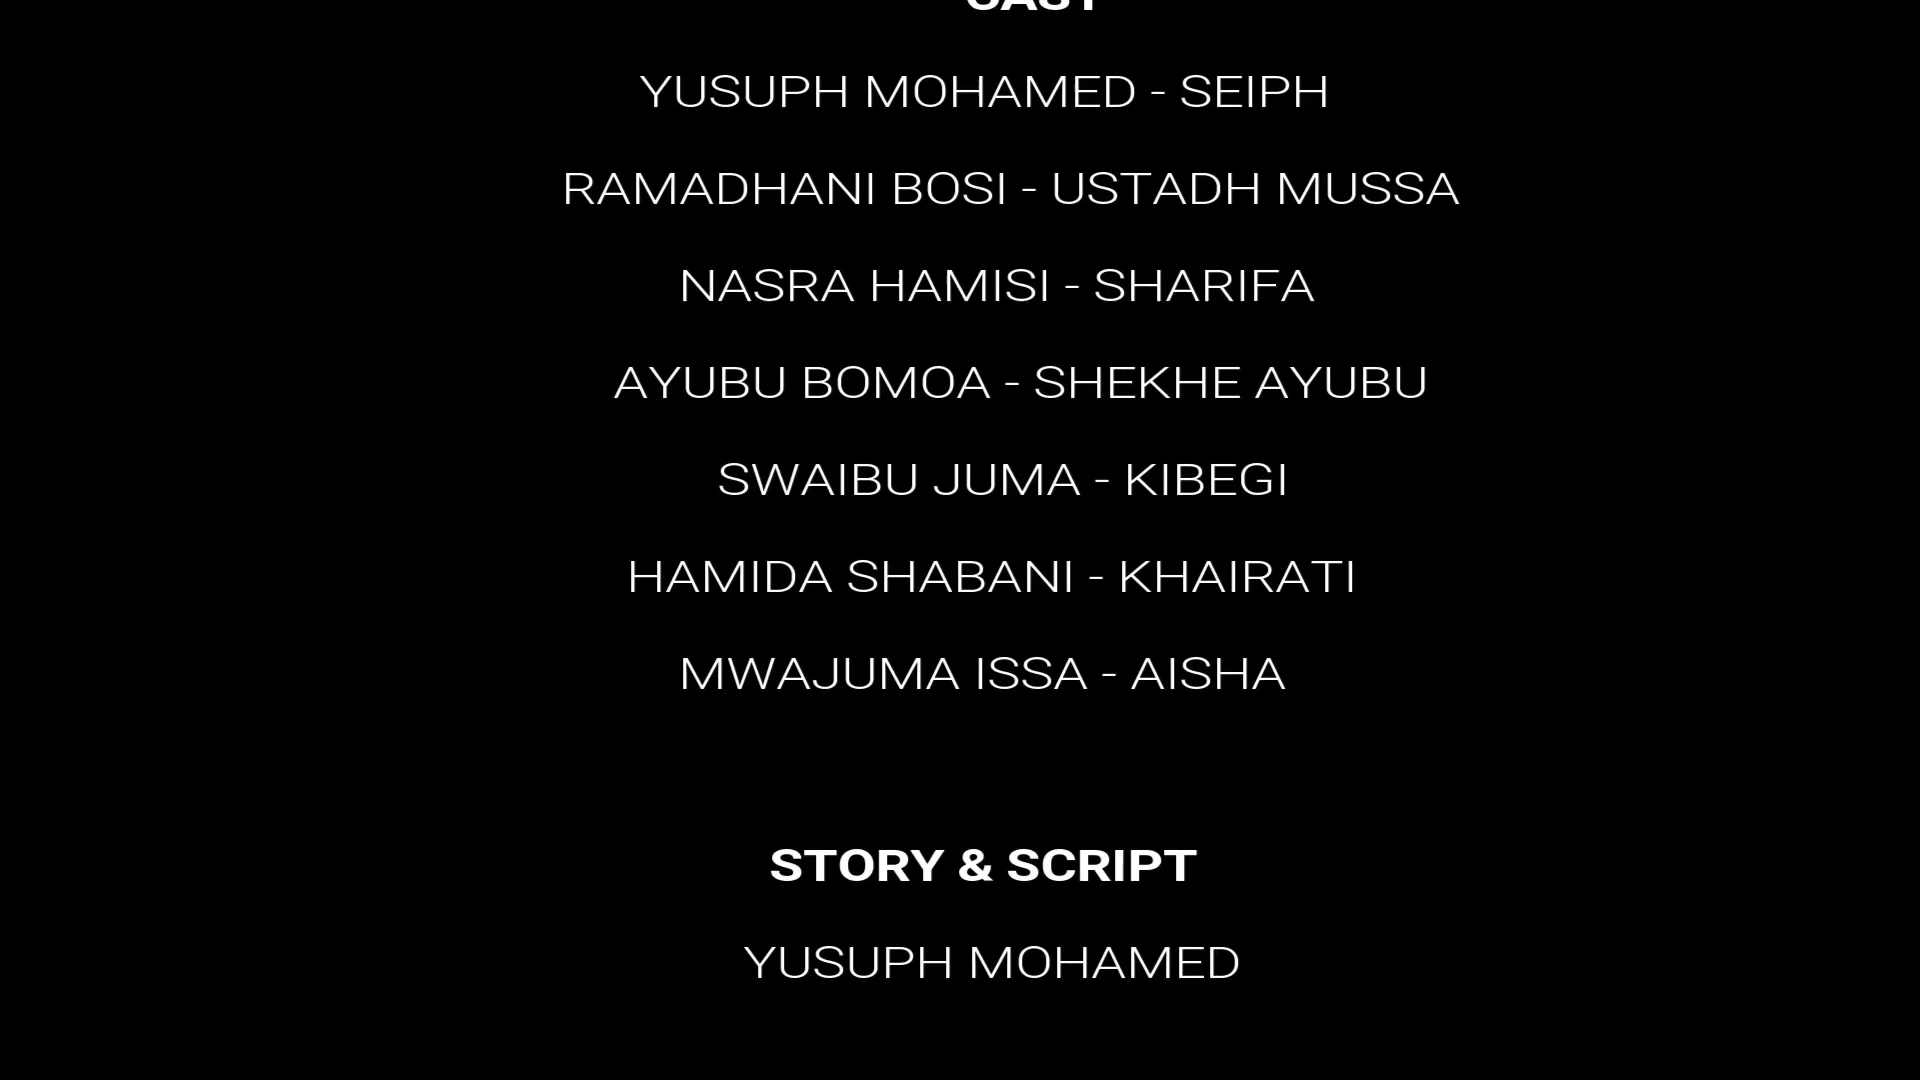 CAST
YUSUPH MOHAMED - SEIPH
RAMADHANI BOSI - USTADH MUSSA
NASRA HAMISI - SHARIFA
AYUBU BOMOA - SHEKHE AYUBU
SWAIBU JUMA - KIBEGI
HAMIDA SHABANI - KHAIRATI
MWAJUMA ISSA - AISHA
STORY & SCRIPT
YUSUPH MOHAMED